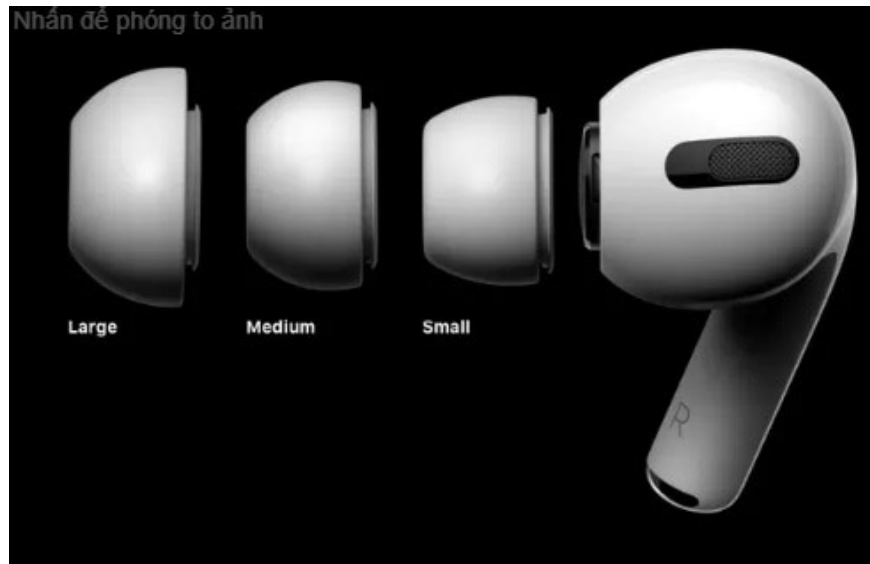 Nhấn để phóng to ảnh
Large
Medium
Small
R